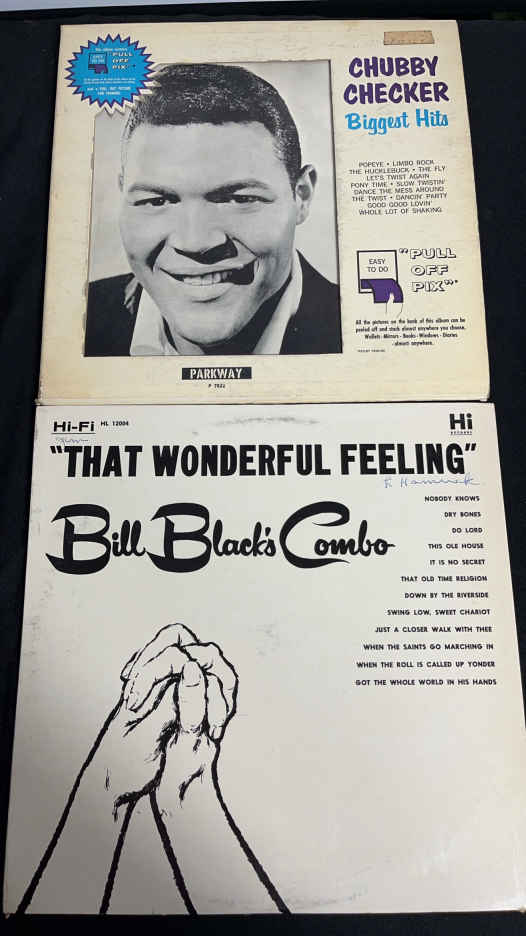 This album contains
EASY TO DO
"PULL
OFF
PIX"
CHUBBY
CHECKER
Biggest Hits
POPEYE • LIMBO ROCK
THE HUCKLEBUCK • THE FLY
LET'S TWIST AGAIN
PONY TIME • SLOW TWISTIN'
DANCE THE MESS AROUND
THE TWIST • DANCIN' PARTY
GOOD GOOD LOVIN'
WHOLE LOT OF SHAKING
EASY
TO DO
"PULL
OFF
PIX"
All the pictures on the back of this album can be
peeled off and stuck almost anywhere you choose.
Wallets - Mirrors - Books - Windows - Diaries
- almost anywhere.
PARKWAY
P 7022
Hi-Fi HL 12004
Hi
RECORDS
"THAT WONDERFUL FEELING"
Bill Black's Combo
NOBODY KNOWS
DRY BONES
DO LORD
THIS OLE HOUSE
IT IS NO SECRET
THAT OLD TIME RELIGION
DOWN BY THE RIVERSIDE
SWING LOW, SWEET CHARIOT
JUST A CLOSER WALK WITH THEE
WHEN THE SAINTS GO MARCHING IN
WHEN THE ROLL IS CALLED UP YONDER
GOT THE WHOLE WORLD IN HIS HANDS